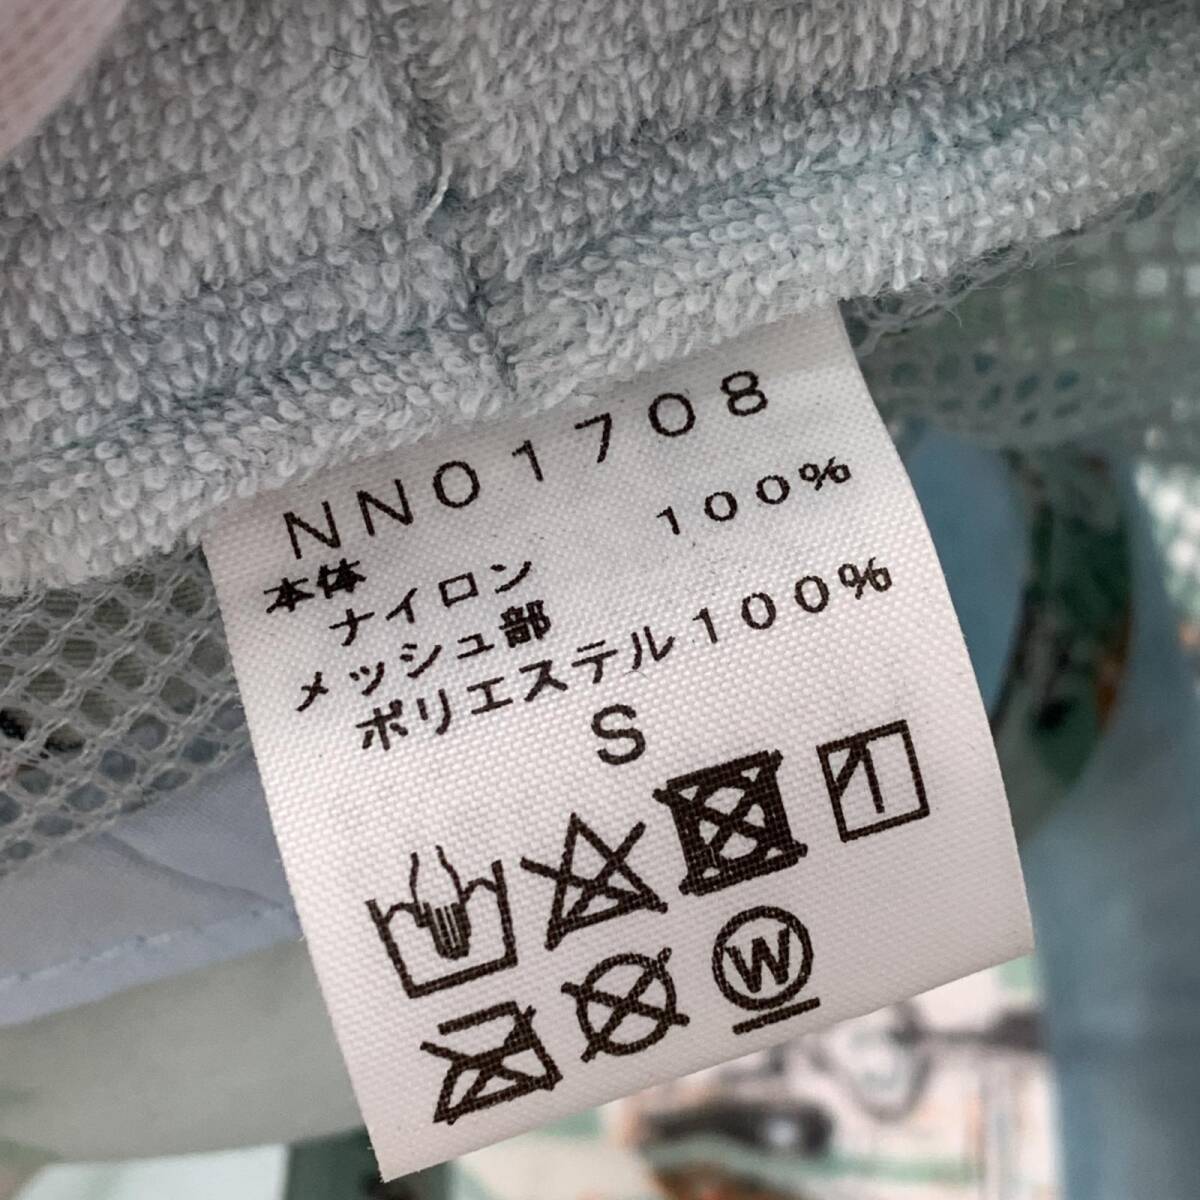 NN01708
本体
ナイロン 100%
メッシュ部
ポリエステル100%
S
W